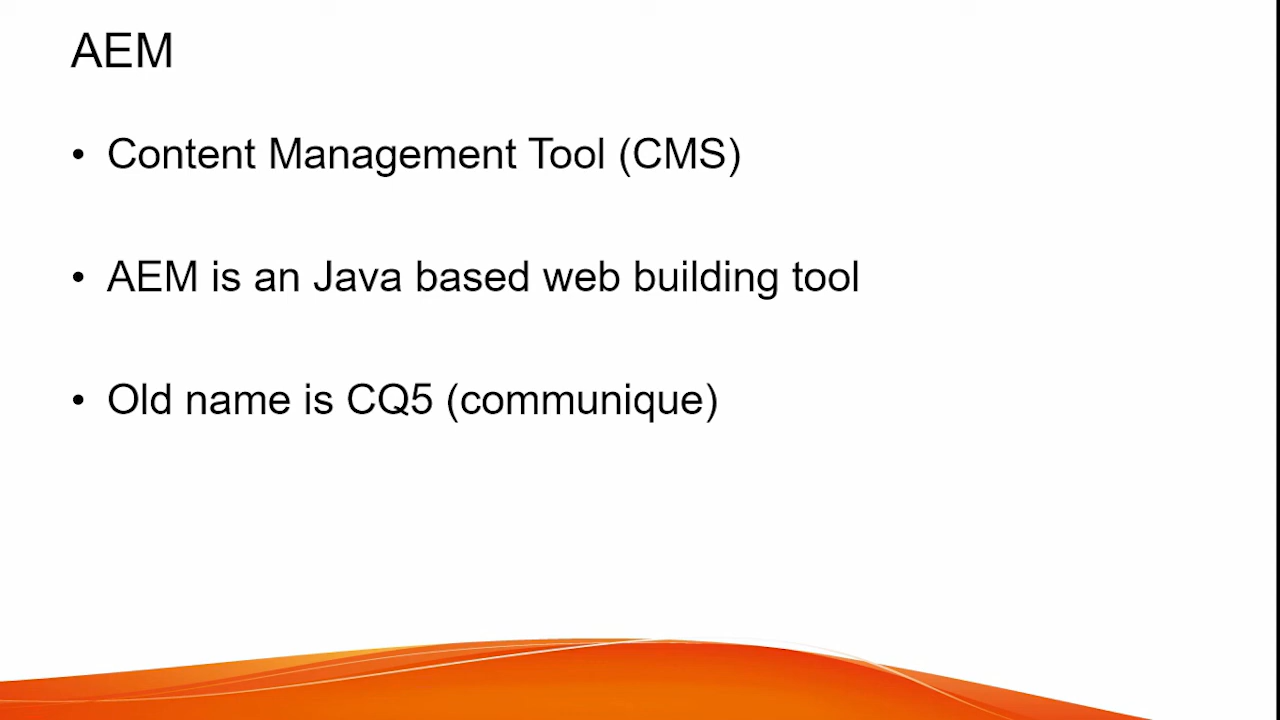 AEM
• Content Management Tool (CMS)
• AEM is an Java based web building tool
• Old name is CQ5 (communique)